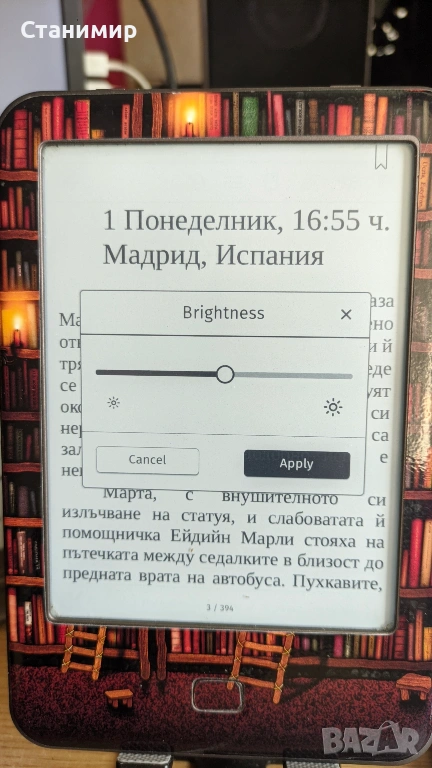 Станимир
1 Понеделник, 16:55 ч.
Мадрид, Испания
Brightness
Cancel
Apply
Марта, с внушителното си
излъчване на статуя, и слабоватата й
помощничка Ейдийн Марли стояха на
пътечката между седалките в близост до
предната врата на автобуса. Пухкавите,
3 / 394
BAZAR